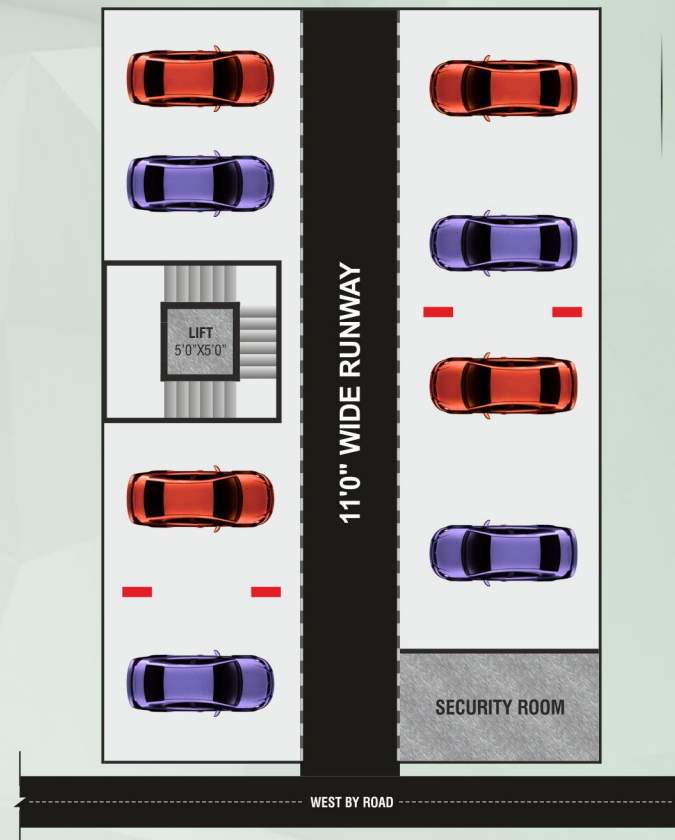 LIFT
5'0"X5'0"
11'0" WIDE RUNWAY
SECURITY ROOM
WEST BY ROAD